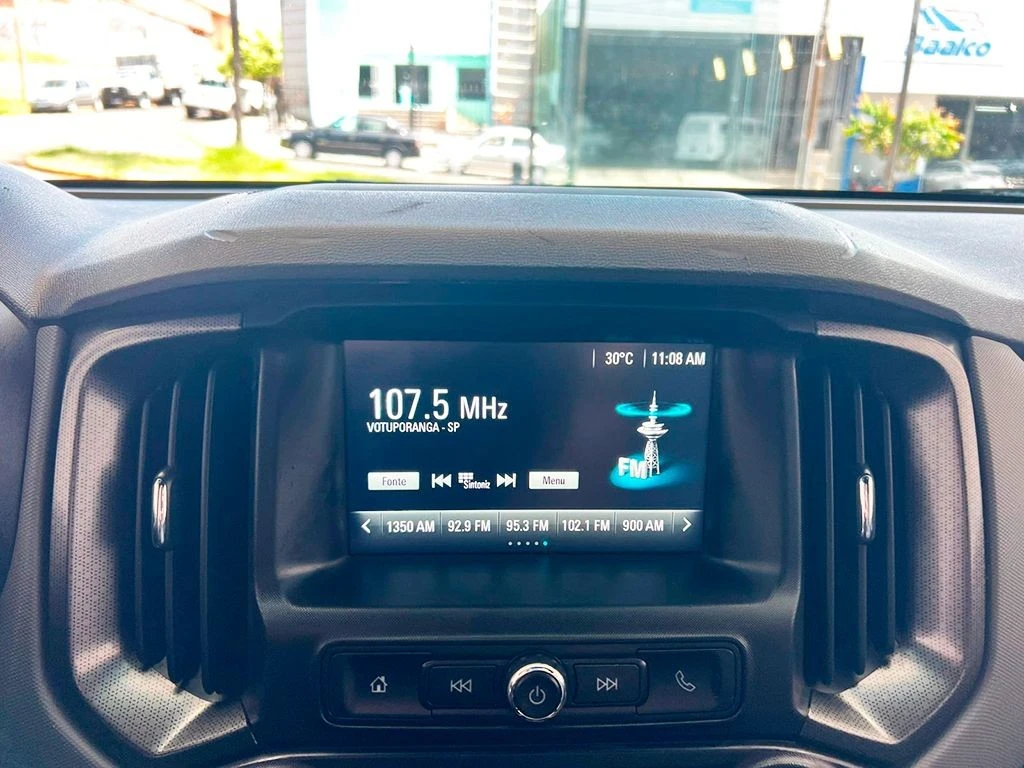 Baalco
30°C 11:08 AM
107.5 MHz
VOTUPORANGA - SP
FM
Fonte Sintoniz Menu
1350 AM 92.9 FM 95.3 FM 102.1 FM 900 AM